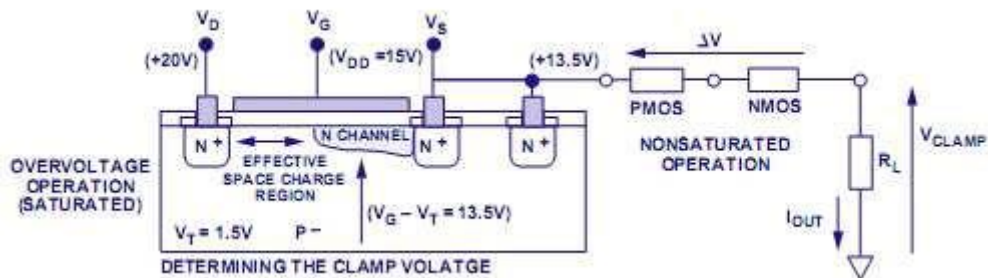 V_D
V_G
V_S
ΔV
(+20V)
(V_DD =15V)
(+13.5V)
PMOS
NMOS
N+
N CHANNEL
N+
N+
NONSATURATED
OPERATION
V_CLAMP
R_L
OVERVOLTAGE
OPERATION
(SATURATED)
EFFECTIVE
SPACE CHARGE
REGION
(V_G – V_T = 13.5V)
I_OUT
V_T = 1.5V
P–
DETERMINING THE CLAMP VOLATGE